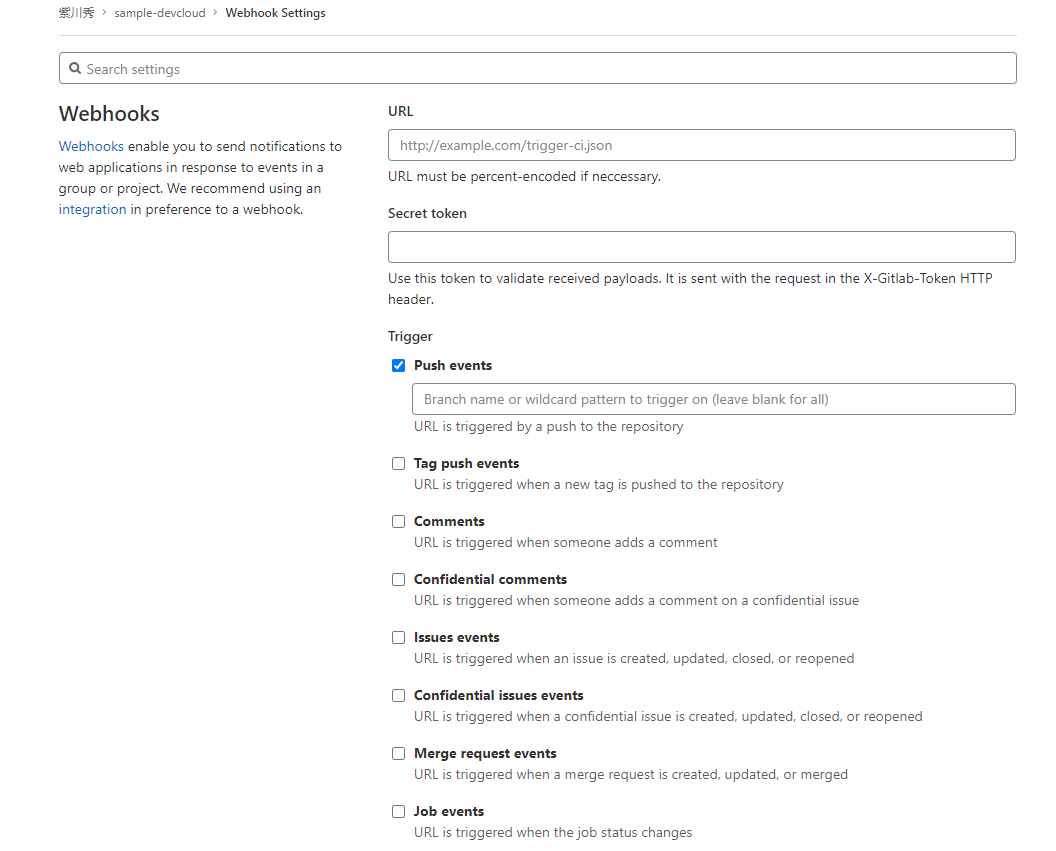 紫川秀 > sample-devcloud > Webhook Settings
Search settings
Webhooks
Webhooks enable you to send notifications to
web applications in response to events in a
group or project. We recommend using an
integration in preference to a webhook.
URL
http://example.com/trigger-ci.json
URL must be percent-encoded if neccessary.
Secret token
Use this token to validate received payloads. It is sent with the request in the X-Gitlab-Token HTTP
header.
Trigger
Push events
Branch name or wildcard pattern to trigger on (leave blank for all)
URL is triggered by a push to the repository
Tag push events
URL is triggered when a new tag is pushed to the repository
Comments
URL is triggered when someone adds a comment
Confidential comments
URL is triggered when someone adds a comment on a confidential issue
Issues events
URL is triggered when an issue is created, updated, closed, or reopened
Confidential issues events
URL is triggered when a confidential issue is created, updated, closed, or reopened
Merge request events
URL is triggered when a merge request is created, updated, or merged
Job events
URL is triggered when the job status changes